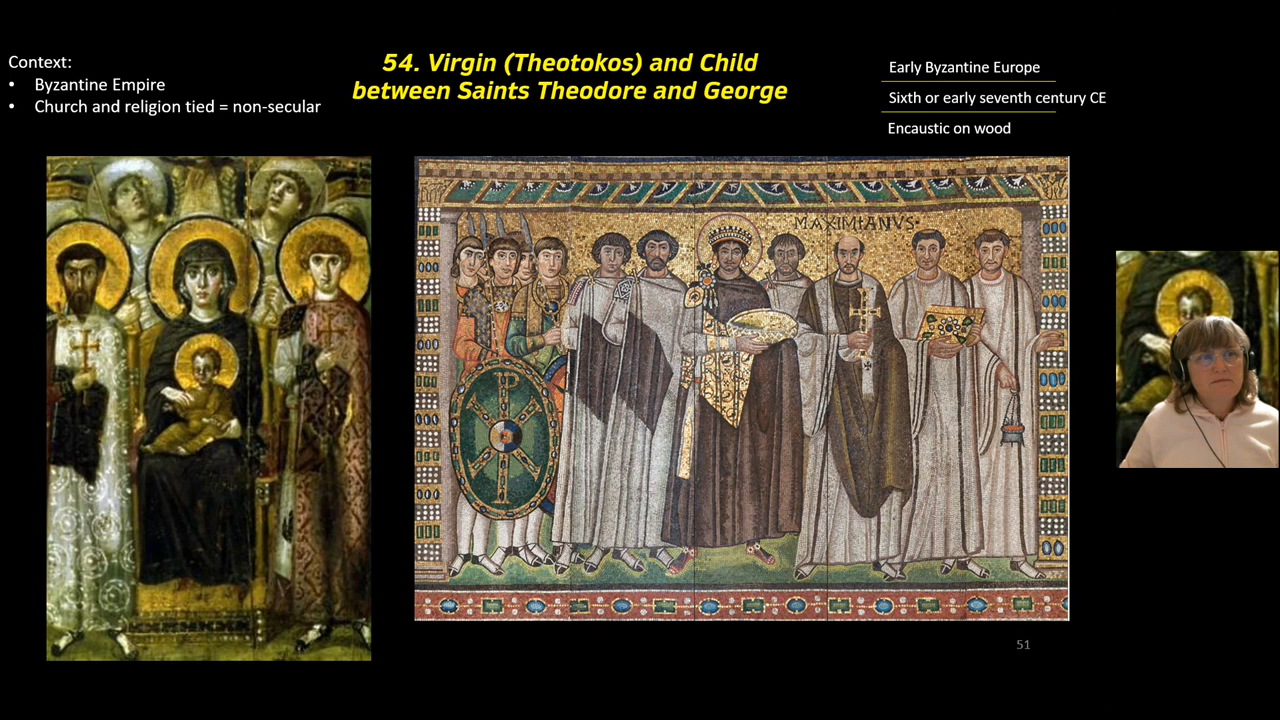 Context:
• Byzantine Empire
• Church and religion tied = non-secular
54. Virgin (Theotokos) and Child
between Saints Theodore and George
Early Byzantine Europe
Sixth or early seventh century CE
Encaustic on wood
MAXIMIANVS·
51